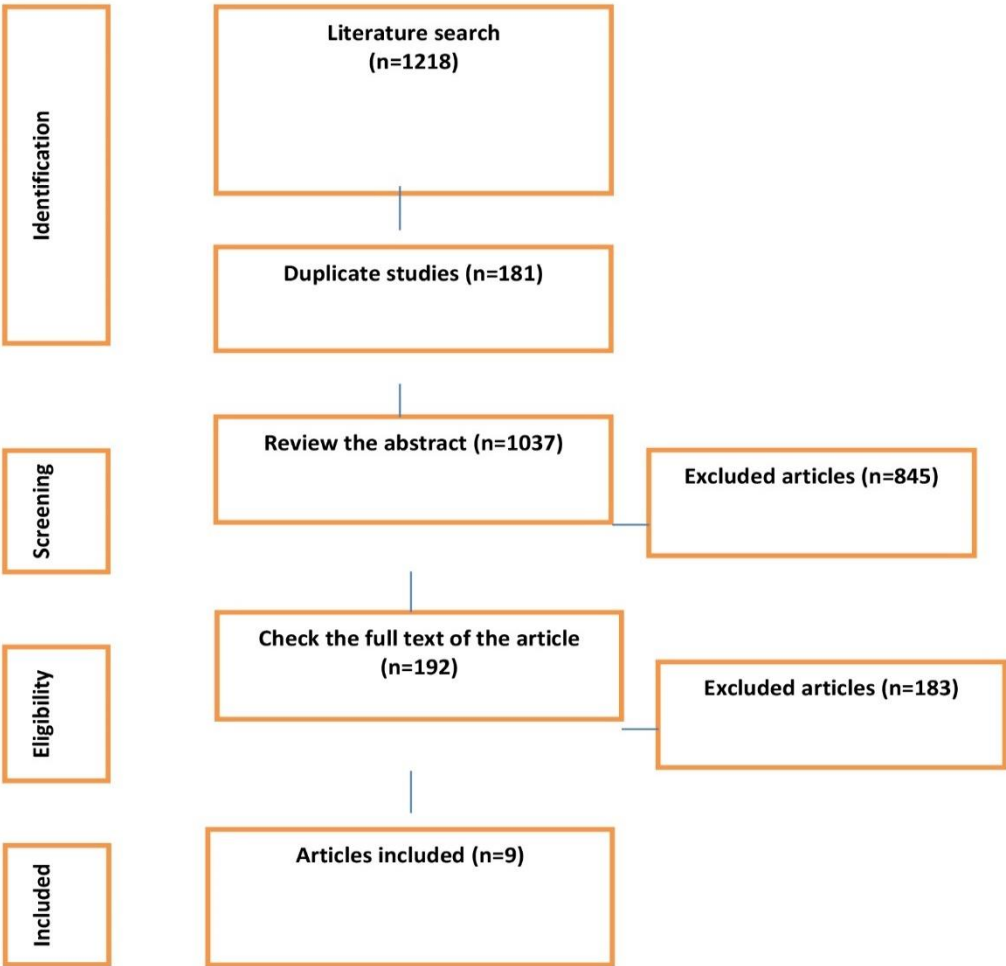 Identification
Literature search
(n=1218)
Duplicate studies (n=181)
Screening
Review the abstract (n=1037)
Excluded articles (n=845)
Eligibility
Check the full text of the article
(n=192)
Excluded articles (n=183)
Included
Articles included (n=9)